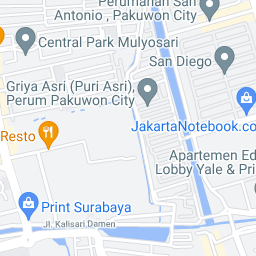 Perumahan San
Antonio , Pakuwon City
Central Park Mulyosari
San Diego
Griya Asri (Puri Asri),
Perum Pakuwon City
JakartaNotebook.co
Resto
Apartemen Ed
Lobby Yale & Pri
Print Surabaya
Jl. Kalisari Damen